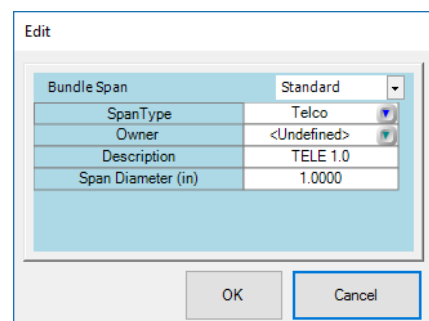 Edit
Bundle Span Standard
SpanType Telco
Owner <Undefined>
Description TELE 1.0
Span Diameter (in) 1.0000
OK Cancel